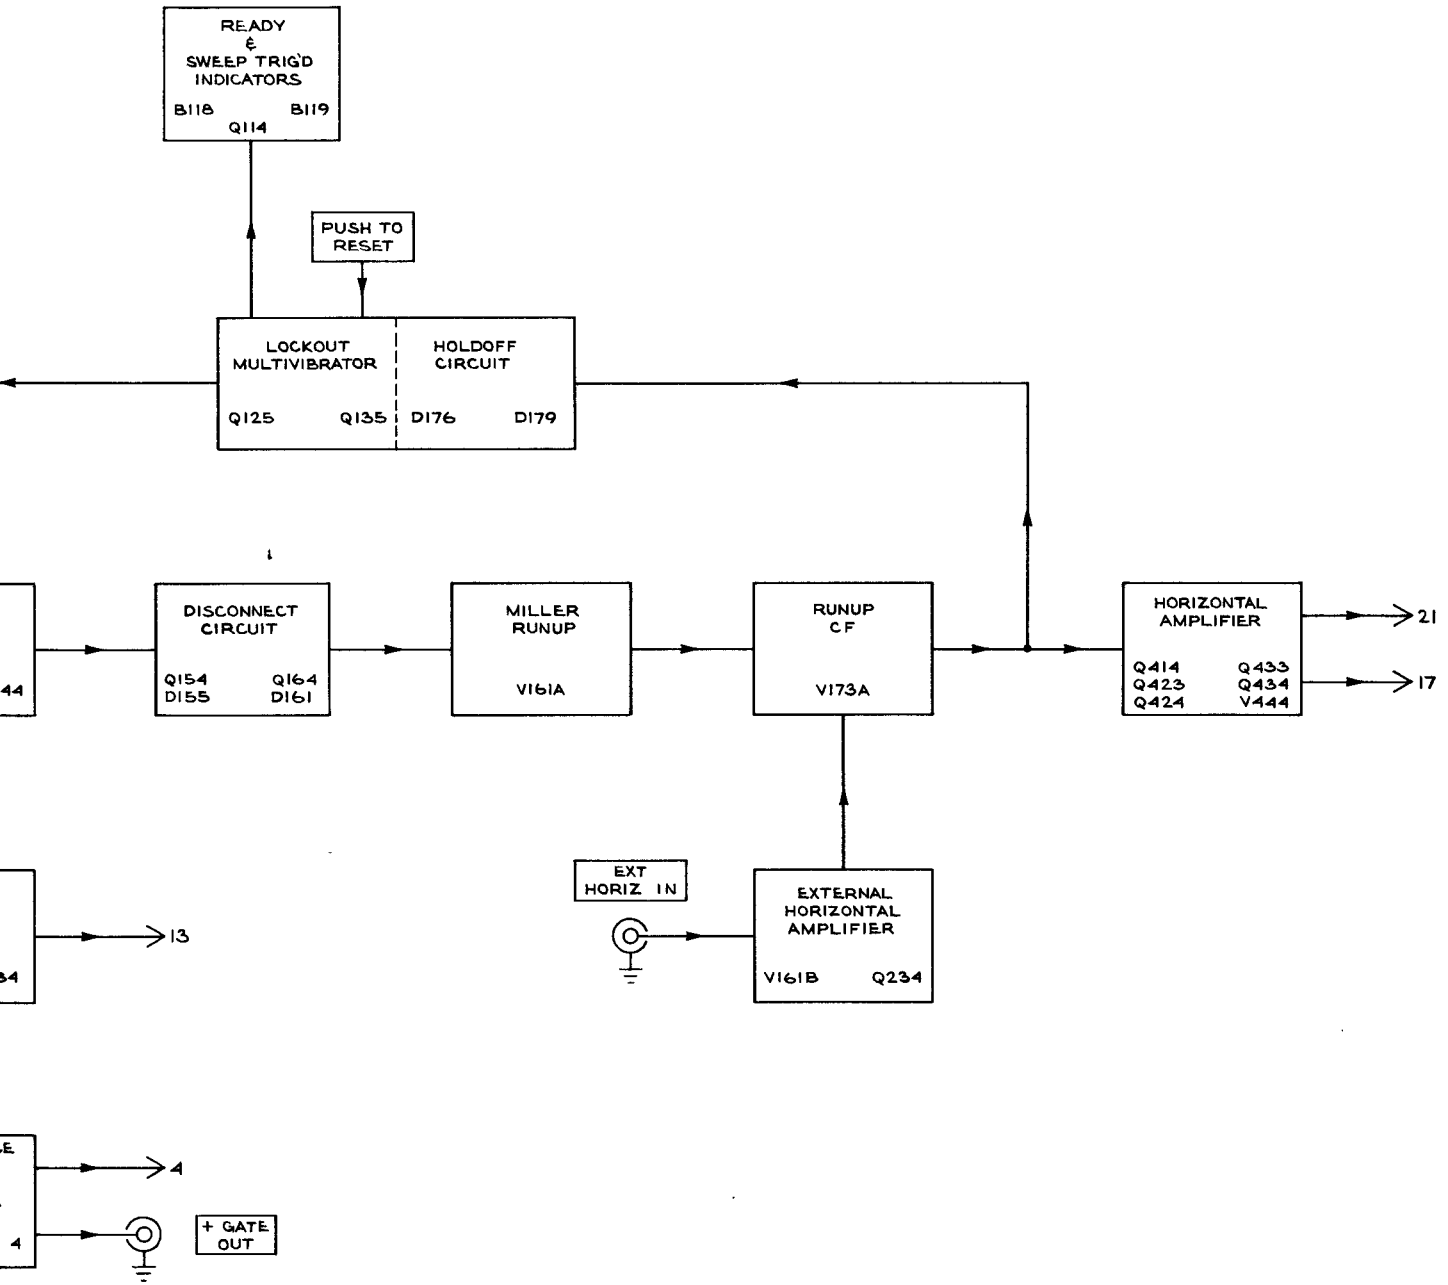 READY
&
SWEEP TRIG'D
INDICATORS
B118 B119
Q114
PUSH TO
RESET
LOCKOUT
MULTIVIBRATOR
Q125 Q135
HOLDOFF
CIRCUIT
D176 D179
44
DISCONNECT
CIRCUIT
Q154 Q164
D155 D161
MILLER
RUNUP
V161A
RUNUP
CF
V173A
HORIZONTAL
AMPLIFIER
Q414 Q433
Q423 Q434
Q424 V444
21
17
13
34
EXT
HORIZ IN
EXTERNAL
HORIZONTAL
AMPLIFIER
V161B Q234
E
4
4
+ GATE
OUT